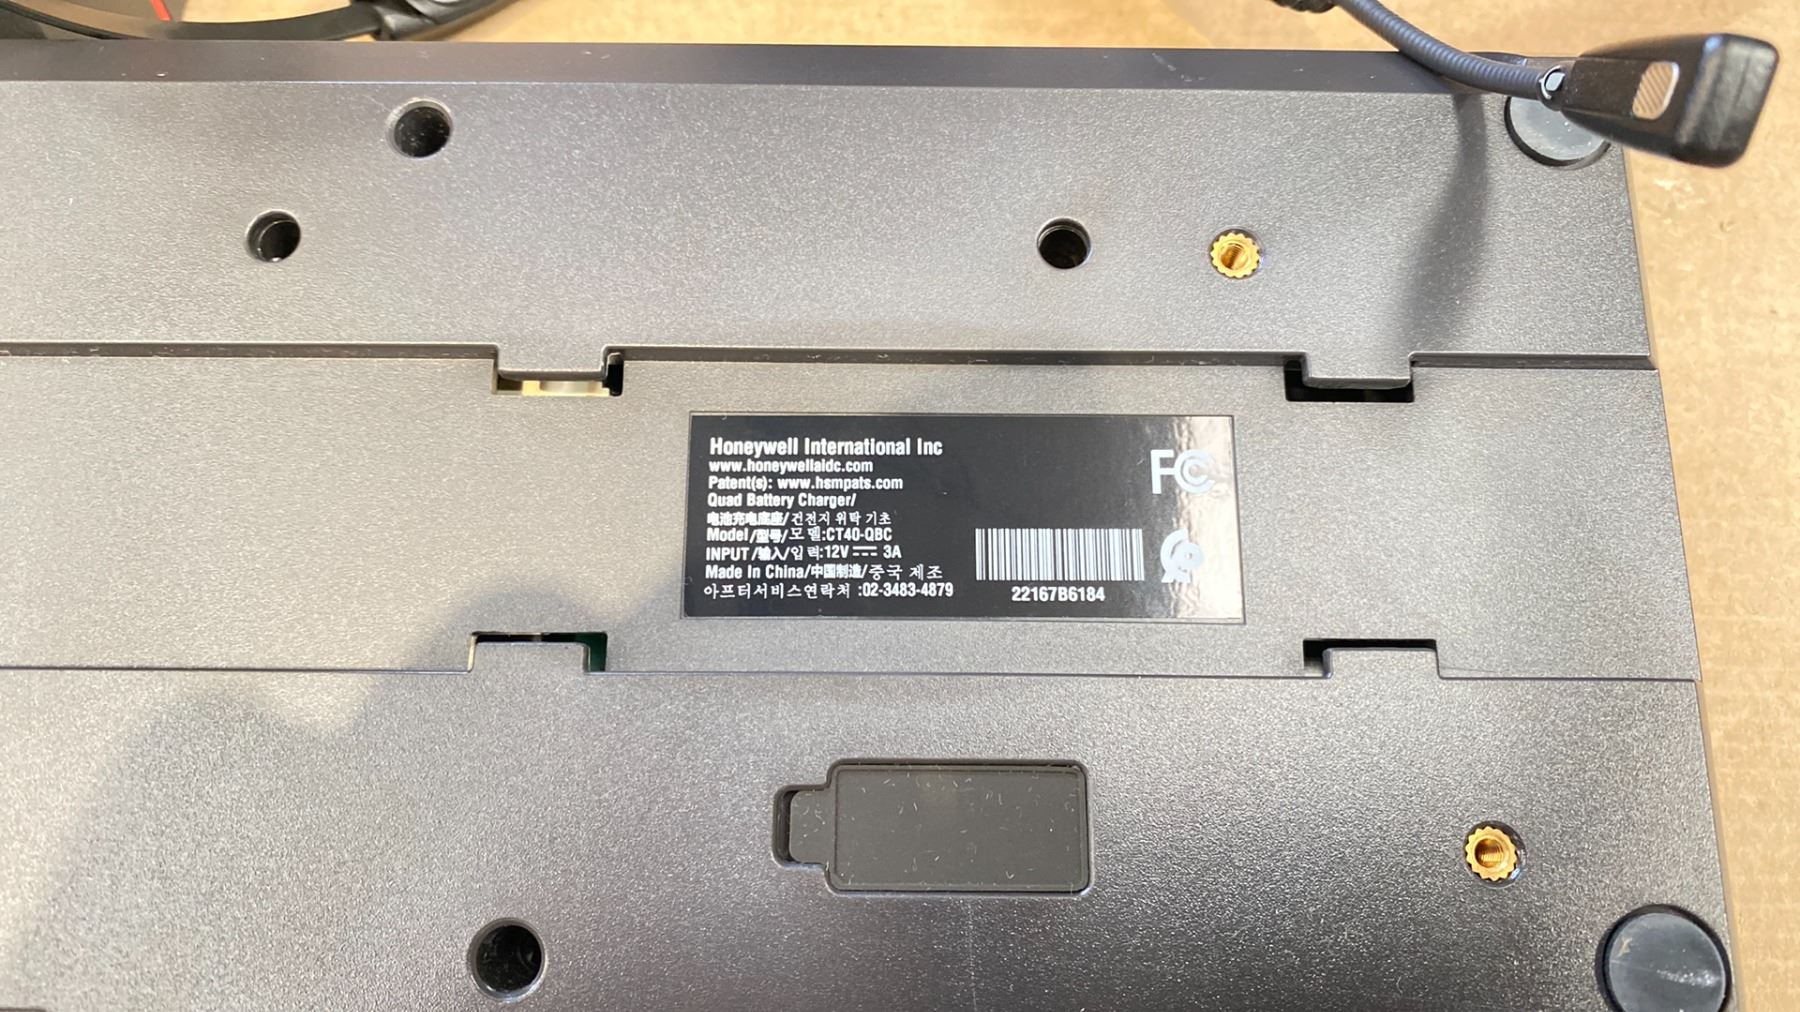 Honeywell International Inc
www.honeywellaidc.com
Patent(s): www.hsmpats.com
Quad Battery Charger/
电池充电底座/건전지 위탁 기초
Model/型号/모델:CT40-QBC
INPUT/输入/입력:12V 3A
Made In China/中国制造/중국 제조
아프터서비스연락처 :02-3483-4879
22167B6184
FC